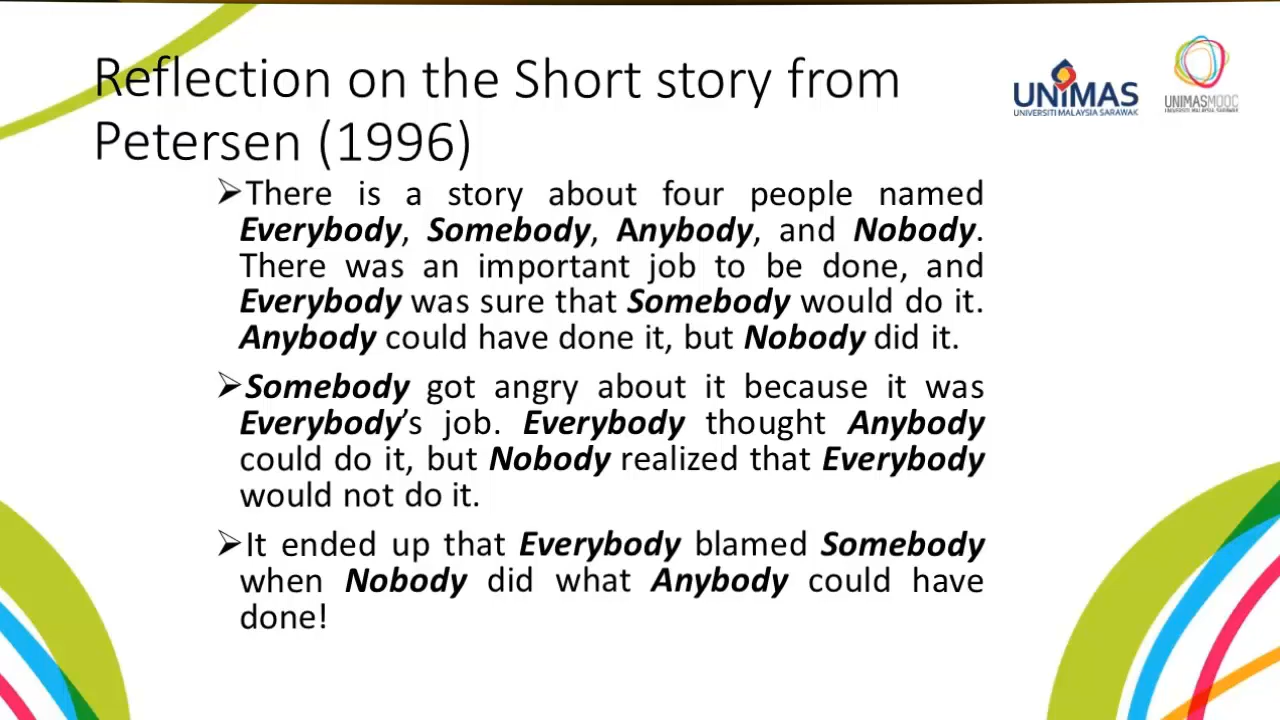 Reflection on the Short story from
Petersen (1996)
UNIMAS
UNIVERSITI MALAYSIA SARAWAK
UNIMASMOOC
UNIVERSITI MALAYSIA SARAWAK
➢There is a story about four people named
Everybody, Somebody, Anybody, and Nobody.
There was an important job to be done, and
Everybody was sure that Somebody would do it.
Anybody could have done it, but Nobody did it.
➢Somebody got angry about it because it was
Everybody’s job. Everybody thought Anybody
could do it, but Nobody realized that Everybody
would not do it.
➢It ended up that Everybody blamed Somebody
when Nobody did what Anybody could have
done!